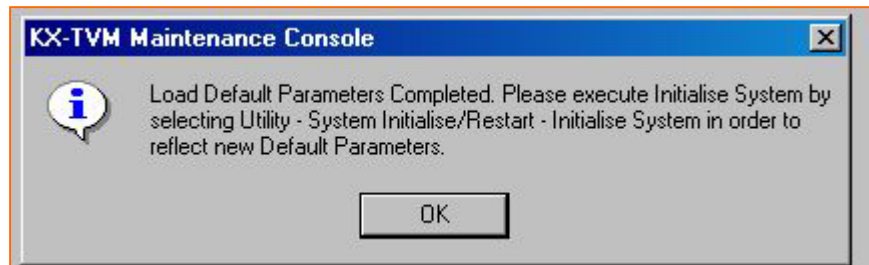 KX-TVM Maintenance Console
Load Default Parameters Completed. Please execute Initialise System by
selecting Utility - System Initialise/Restart - Initialise System in order to
reflect new Default Parameters.
OK